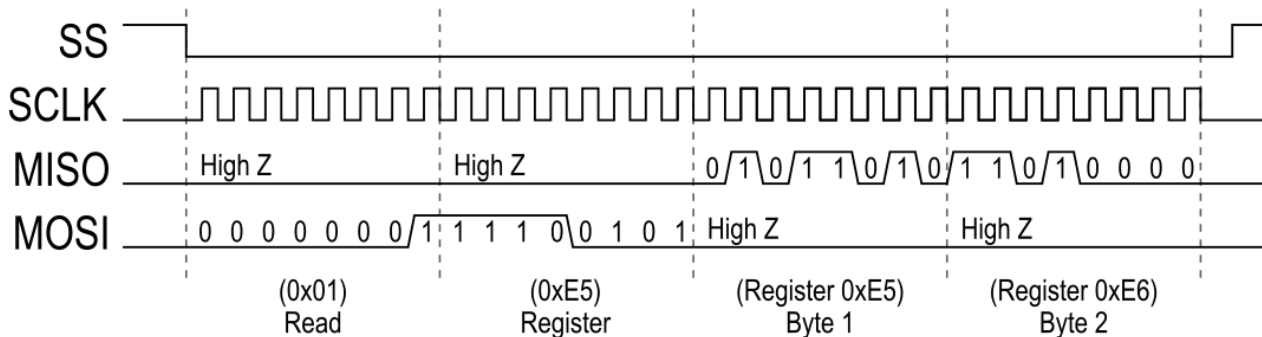 SS
SCLK
MISO High Z High Z 0 1 0 1 1 0 1 0 1 1 0 1 0 0 0 0
MOSI 0 0 0 0 0 0 0 1 1 1 1 0 0 1 0 1 High Z High Z
(0x01) (0xE5) (Register 0xE5) (Register 0xE6)
Read Register Byte 1 Byte 2